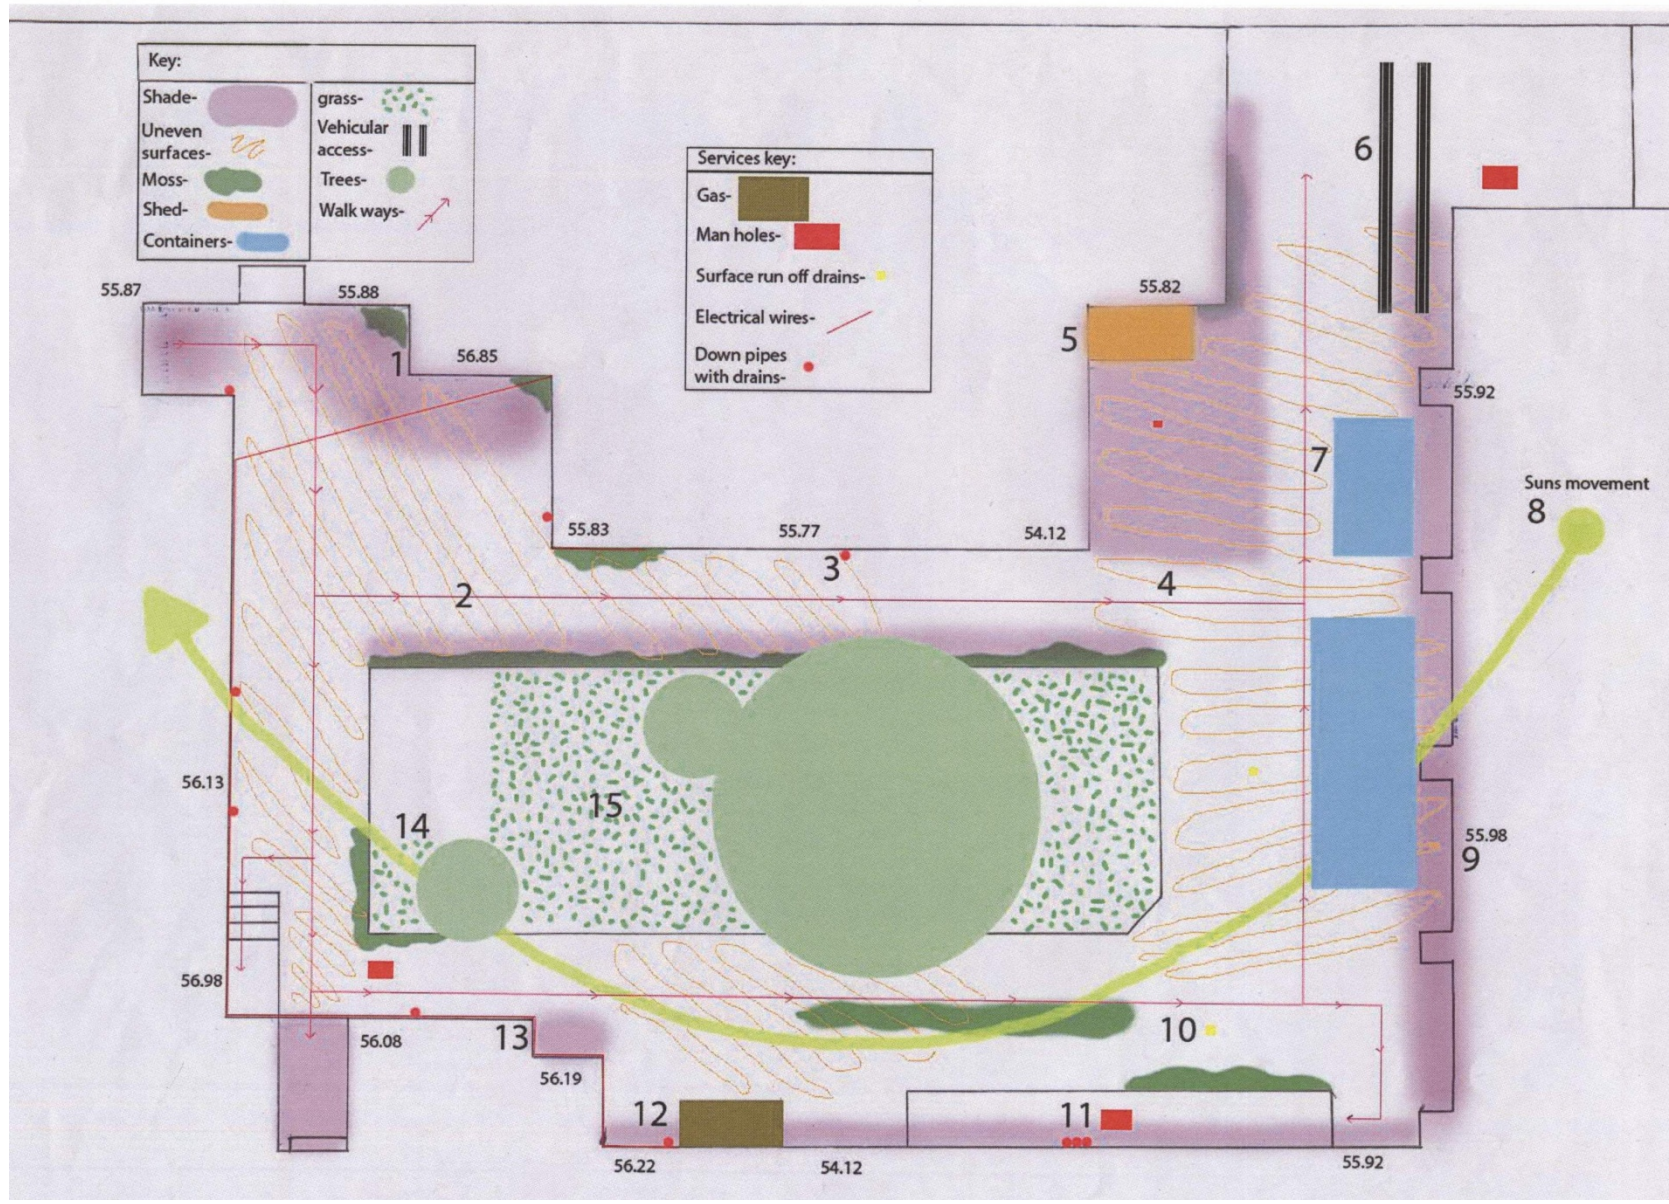 Key:
Shade-
Uneven
surfaces-
Moss-
Shed-
Containers-
grass-
Vehicular
access-
Trees-
Walk ways-
Services key:
Gas-
Man holes-
Surface run off drains-
Electrical wires-
Down pipes
with drains-
6
55.87
55.88
55.82
1
56.85
5
55.92
7
Suns movement
8
55.83
55.77
54.12
3
2
4
56.13
15
14
55.98
9
56.98
56.08
13
10
56.19
12
11
56.22
54.12
55.92